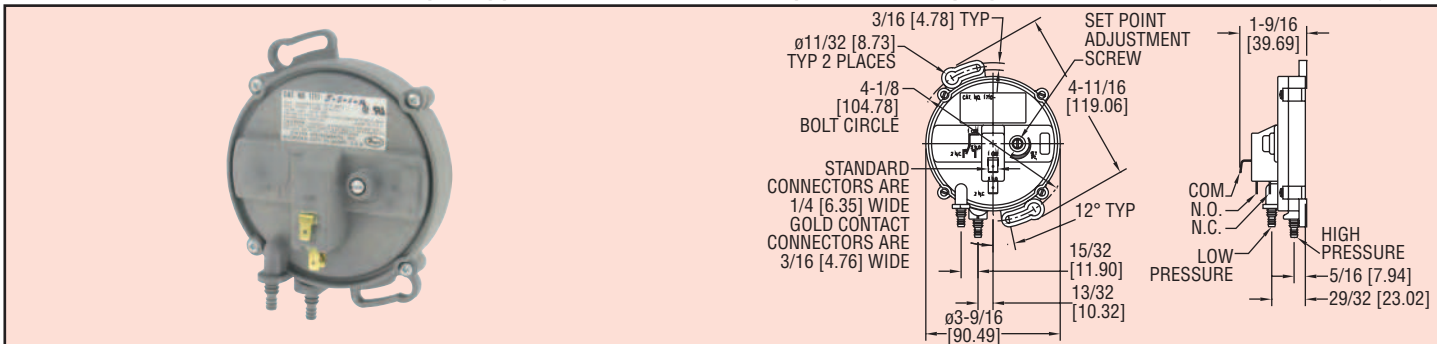 3/16 [4.78] TYP
ø11/32 [8.73]
TYP 2 PLACES
4-1/8
[104.78]
BOLT CIRCLE
SET POINT
ADJUSTMENT
SCREW
4-11/16
[119.06]
STANDARD
CONNECTORS ARE
1/4 [6.35] WIDE
GOLD CONTACT
CONNECTORS ARE
3/16 [4.76] WIDE
12° TYP
15/32
[11.90]
13/32
[10.32]
ø3-9/16
[90.49]
1-9/16
[39.69]
COM.
N.O.
N.C.
LOW
PRESSURE
HIGH
PRESSURE
5/16 [7.94]
29/32 [23.02]